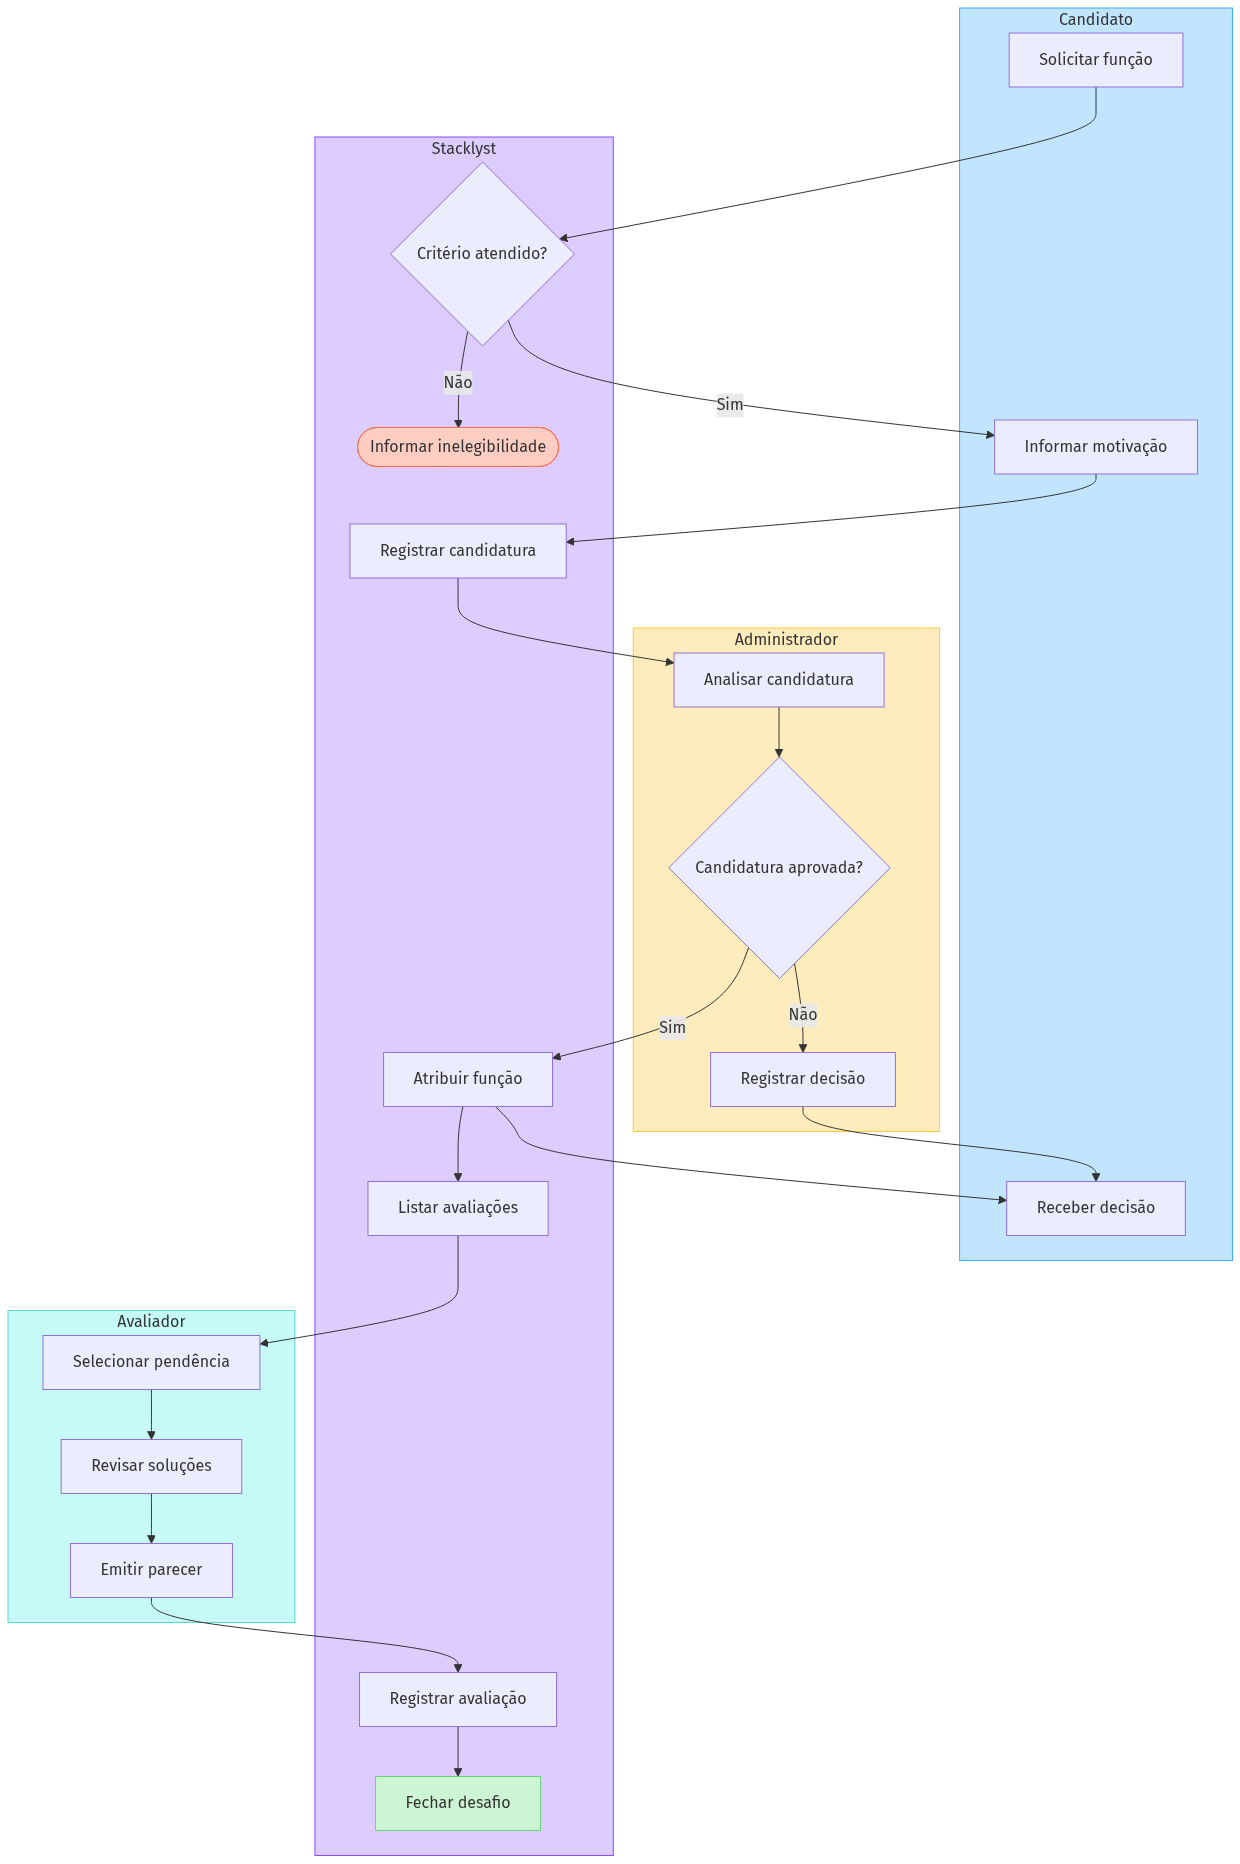 Candidato
Solicitar função
Stacklyst
Critério atendido?
Não
Sim
Informar inelegibilidade
Informar motivação
Registrar candidatura
Administrador
Analisar candidatura
Candidatura aprovada?
Sim
Não
Atribuir função
Registrar decisão
Listar avaliações
Receber decisão
Avaliador
Selecionar pendência
Revisar soluções
Emitir parecer
Registrar avaliação
Fechar desafio